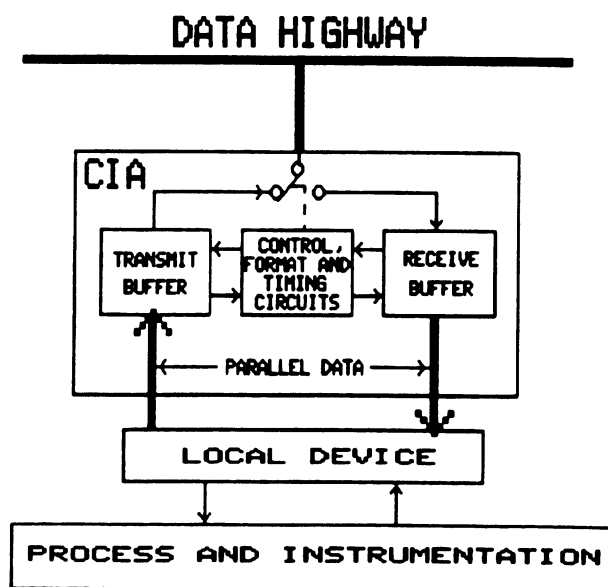 DATA HIGHWAY
CIA
TRANSMIT
BUFFER
CONTROL,
FORMAT AND
TIMING
CIRCUITS
RECEIVE
BUFFER
PARALLEL DATA
LOCAL DEVICE
PROCESS AND INSTRUMENTATION